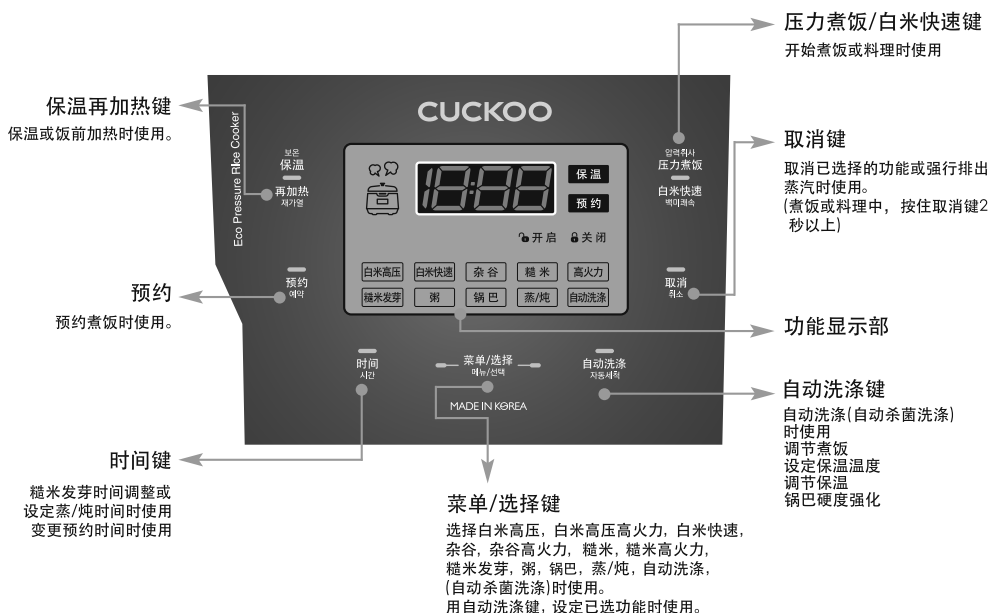 压力煮饭/白米快速键
开始煮饭或料理时使用
保温再加热键
保温或饭前加热时使用。
取消键
取消已选择的功能或强行排出
蒸汽时使用。
(煮饭或料理中，按住取消键2
秒以上)
预约
预约煮饭时使用。
功能显示部
自动洗涤键
自动洗涤(自动杀菌洗涤)
时使用
调节煮饭
设定保温温度
调节保温
锅巴硬度强化
时间键
糙米发芽时间调整或
设定蒸/炖时间时使用
变更预约时间时使用
菜单/选择键
选择白米高压, 白米高压高火力, 白米快速,
杂谷, 杂谷高火力, 糙米, 糙米高火力,
糙米发芽, 粥, 锅巴, 蒸/炖, 自动洗涤,
(自动杀菌洗涤)时使用。
用自动洗涤键, 设定已选功能时使用。
CUCKOO
Eco Pressure Rice Cooker
보온
保温
再加热
재가열
预约
예약
18:88
保温
预约
开启 关闭
白米高压 白米快速 杂谷 糙米 高火力
糙米发芽 粥 锅巴 蒸/炖 自动洗涤
압력취사
压力煮饭
白米快速
백미쾌속
取消
취소
时间
시간
菜单/选择
메뉴/선택
自动洗涤
자동세척
MADE IN KOREA